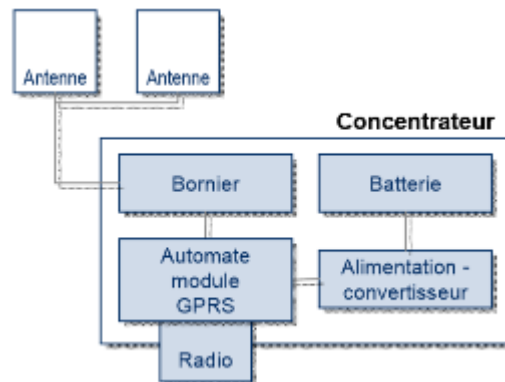 Antenne
Antenne
Concentrateur
Bornier
Batterie
Automate
module
GPRS
Alimentation -
convertisseur
Radio